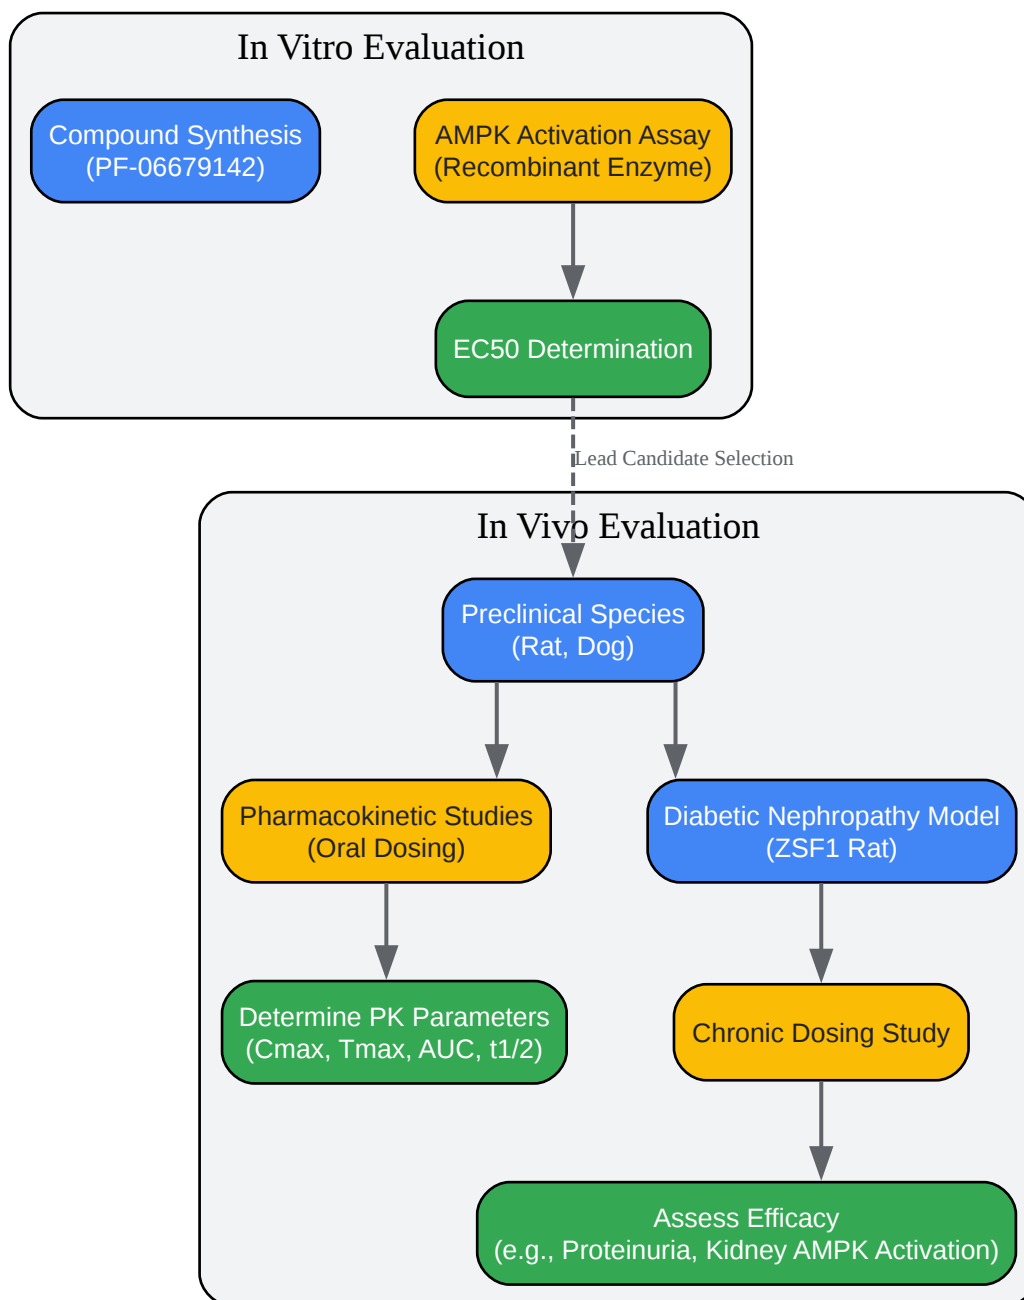 In Vitro Evaluation
Compound Synthesis
(PF-06679142)
AMPK Activation Assay
(Recombinant Enzyme)
EC50 Determination
Lead Candidate Selection
In Vivo Evaluation
Preclinical Species
(Rat, Dog)
Pharmacokinetic Studies
(Oral Dosing)
Diabetic Nephropathy Model
(ZSF1 Rat)
Determine PK Parameters
(Cmax, Tmax, AUC, t1/2)
Chronic Dosing Study
Assess Efficacy
(e.g., Proteinuria, Kidney AMPK Activation)